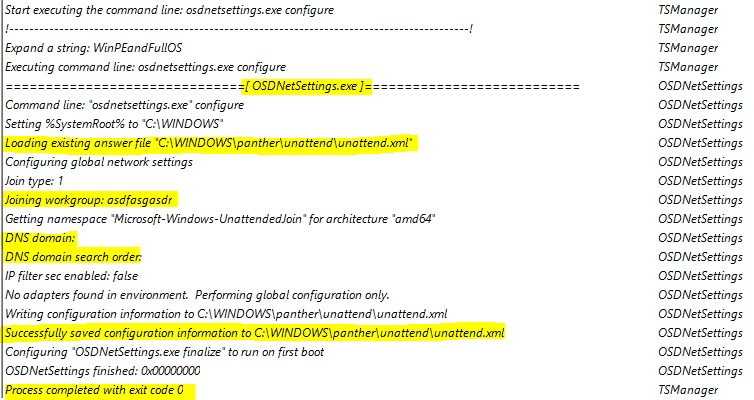 Start executing the command line: osdnetsettings.exe configure TSManager
!--------------------------------------------------------------------------------------------! TSManager
Expand a string: WinPEandFullOS TSManager
Executing command line: osdnetsettings.exe configure TSManager
==============================[ OSDNetSettings.exe ]=========================== OSDNetSettings
Command line: "osdnetsettings.exe" configure OSDNetSettings
Setting %SystemRoot% to "C:\WINDOWS" OSDNetSettings
Loading existing answer file "C:\WINDOWS\panther\unattend\unattend.xml" OSDNetSettings
Configuring global network settings OSDNetSettings
Join type: 1 OSDNetSettings
Joining workgroup: asdfasgasdr OSDNetSettings
Getting namespace "Microsoft-Windows-UnattendedJoin" for architecture "amd64" OSDNetSettings
DNS domain: OSDNetSettings
DNS domain search order: OSDNetSettings
IP filter sec enabled: false OSDNetSettings
No adapters found in environment.  Performing global configuration only. OSDNetSettings
Writing configuration information to C:\WINDOWS\panther\unattend\unattend.xml OSDNetSettings
Successfully saved configuration information to C:\WINDOWS\panther\unattend\unattend.xml OSDNetSettings
Configuring "OSDNetSettings.exe finalize" to run on first boot OSDNetSettings
OSDNetSettings finished: 0x00000000 OSDNetSettings
Process completed with exit code 0 TSManager